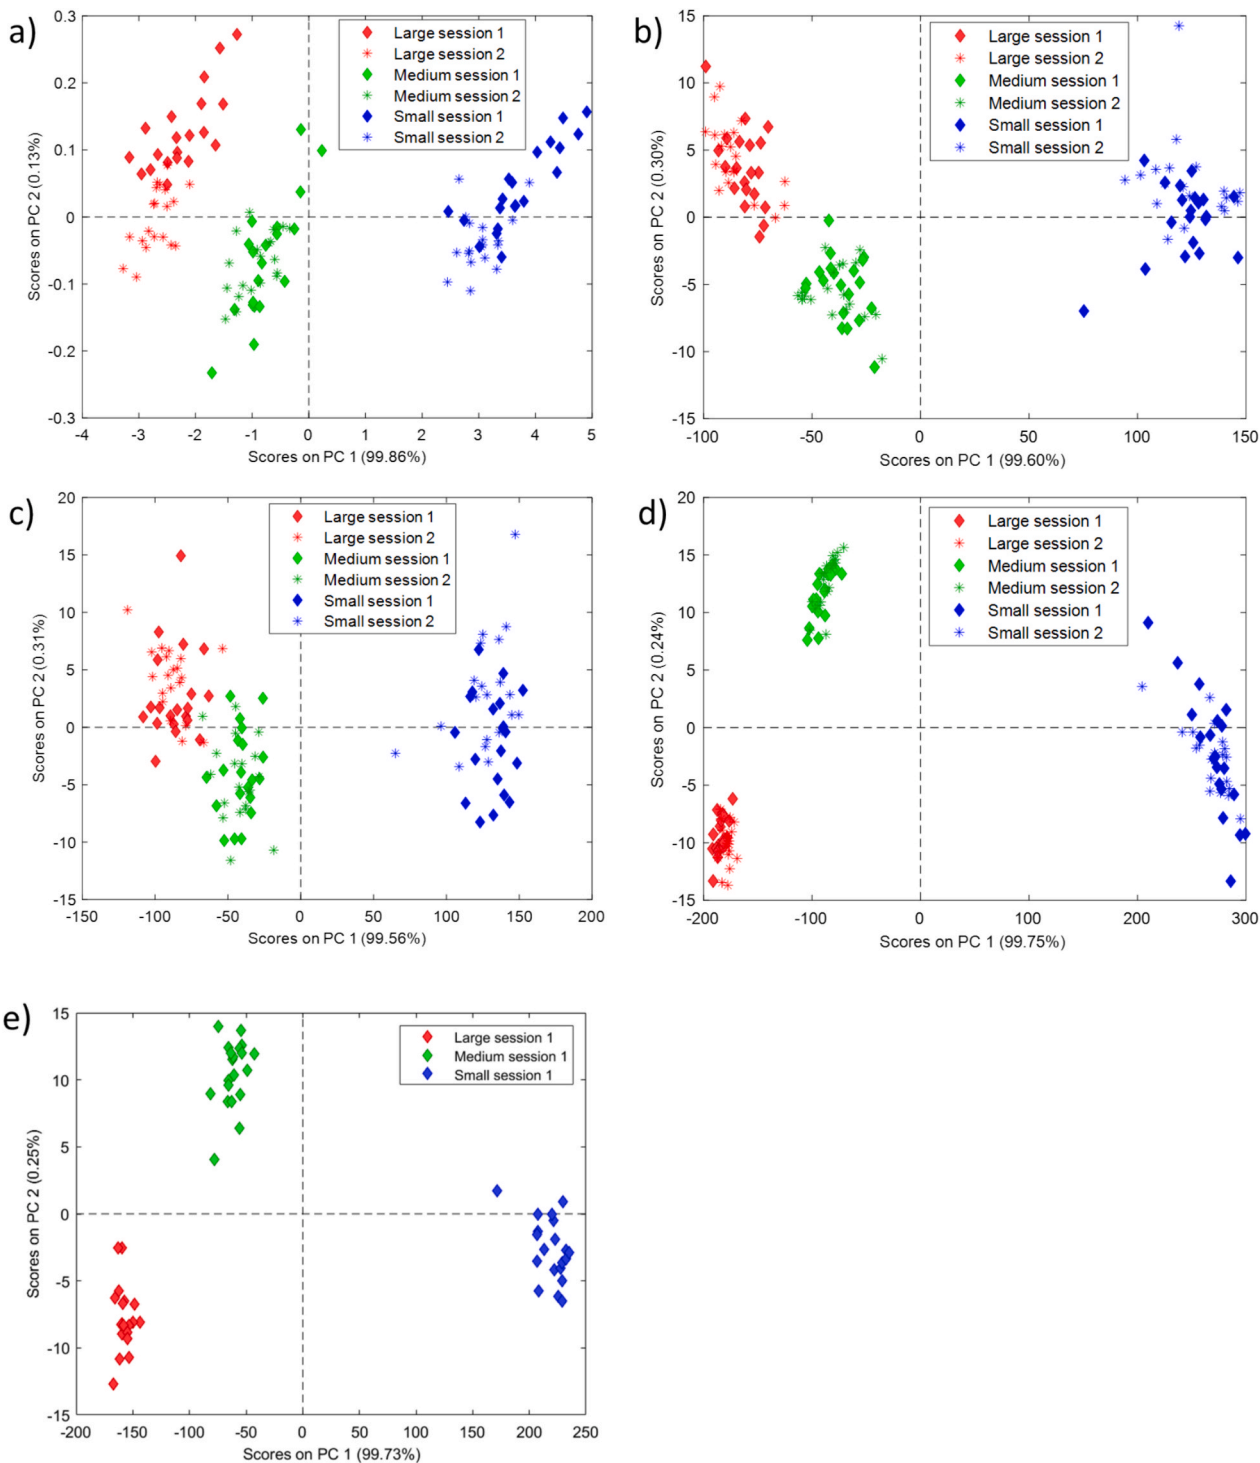 a)
0.3
0.2
0.1
0
-0.1
-0.2
-0.3
Scores on PC 2 (0.13%)
Large session 1
Large session 2
Medium session 1
Medium session 2
Small session 1
Small session 2
-4 -3 -2 -1 0 1 2 3 4 5
Scores on PC 1 (99.86%)
b)
15
10
5
0
-5
-10
-15
Scores on PC 2 (0.30%)
Large session 1
Large session 2
Medium session 1
Medium session 2
Small session 1
Small session 2
-100 -50 0 50 100 150
Scores on PC 1 (99.60%)
c)
20
15
10
5
0
-5
-10
-15
Scores on PC 2 (0.31%)
Large session 1
Large session 2
Medium session 1
Medium session 2
Small session 1
Small session 2
-150 -100 -50 0 50 100 150 200
Scores on PC 1 (99.56%)
d)
20
15
10
5
0
-5
-10
-15
Scores on PC 2 (0.24%)
Large session 1
Large session 2
Medium session 1
Medium session 2
Small session 1
Small session 2
-200 -100 0 100 200 300
Scores on PC 1 (99.75%)
e)
15
10
5
0
-5
-10
-15
Scores on PC 2 (0.25%)
Large session 1
Medium session 1
Small session 1
-200 -150 -100 -50 0 50 100 150 200 250
Scores on PC 1 (99.73%)